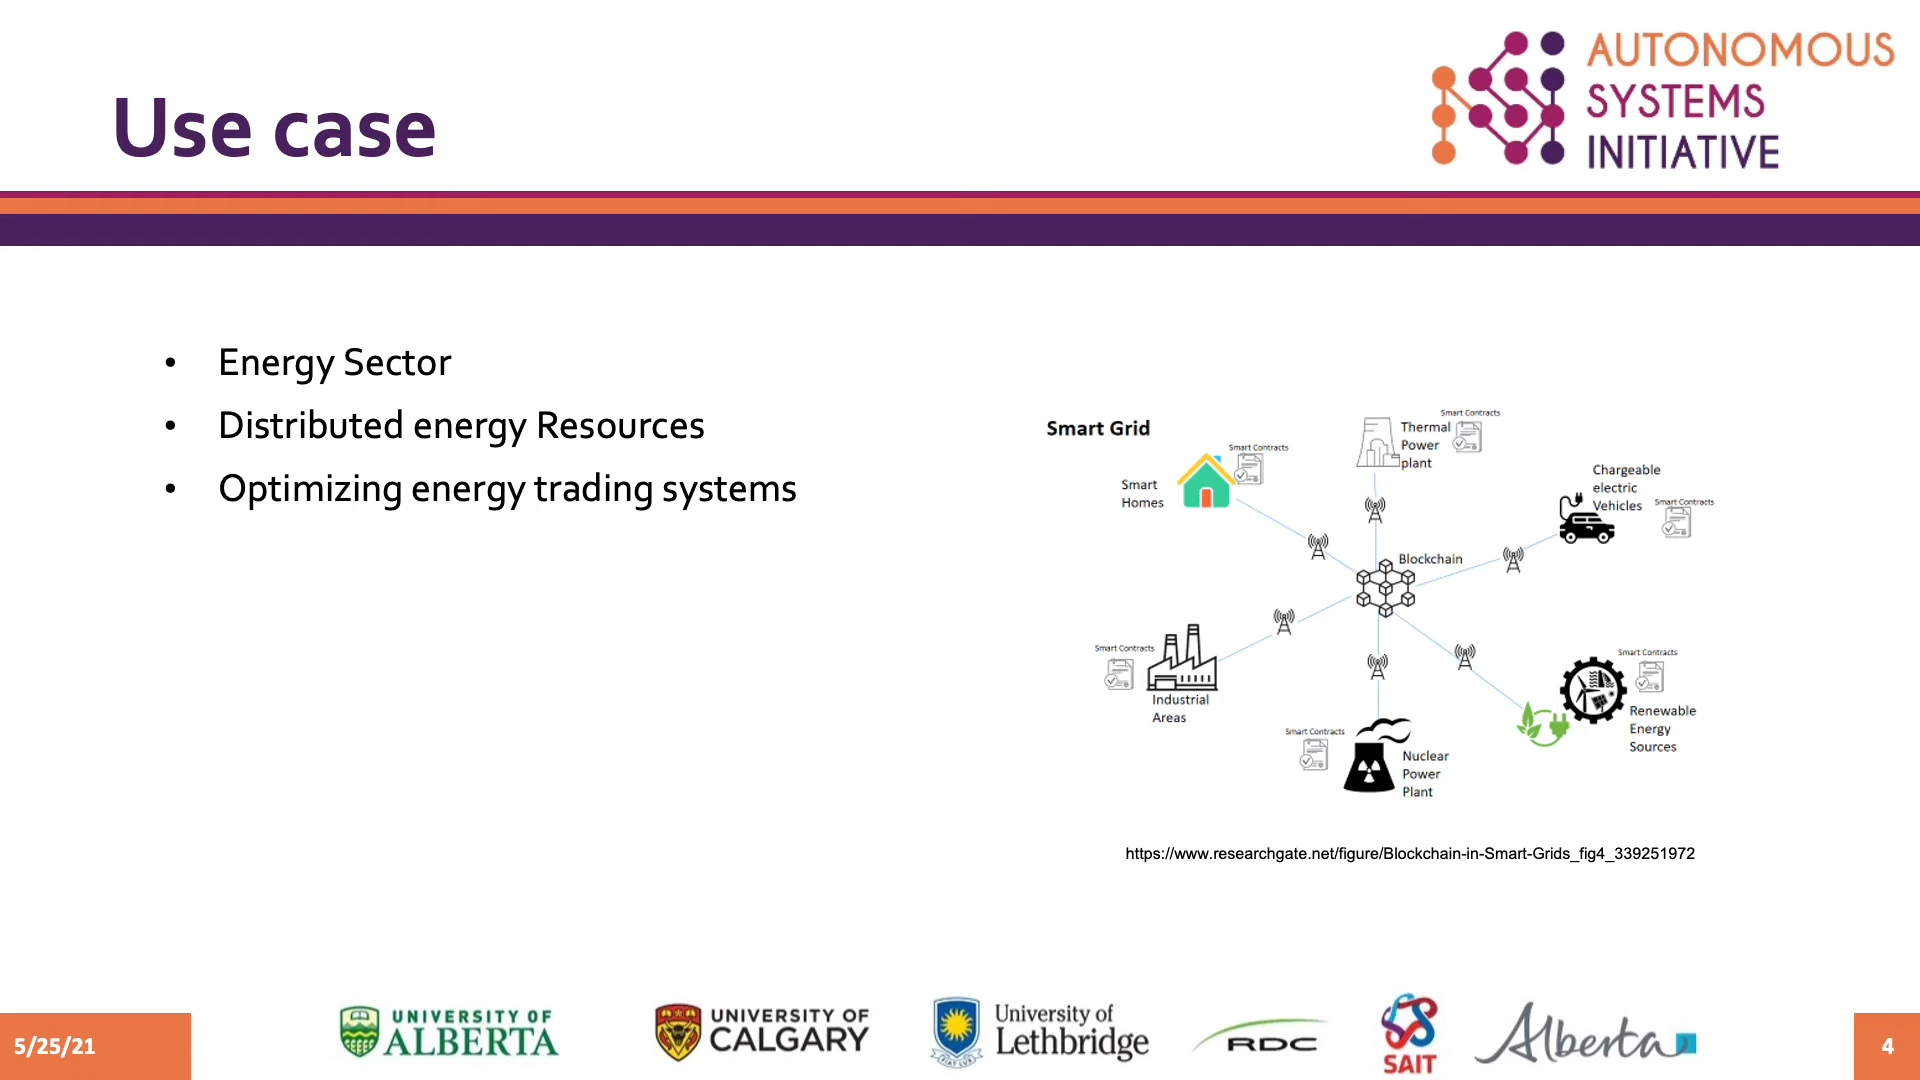 Use case
AUTONOMOUS
SYSTEMS
INITIATIVE
• Energy Sector
• Distributed energy Resources
• Optimizing energy trading systems
Smart Grid
Smart Contracts
Smart
Homes
Smart Contracts
Thermal
Power
plant
Chargeable
electric
Vehicles
Smart Contracts
Blockchain
Smart Contracts
Industrial
Areas
Smart Contracts
Nuclear
Power
Plant
Smart Contracts
Renewable
Energy
Sources
https://www.researchgate.net/figure/Blockchain-in-Smart-Grids_fig4_339251972
5/25/21
UNIVERSITY OF
ALBERTA
UNIVERSITY OF
CALGARY
FIAT LUX
University of
Lethbridge
RDC
SAIT
Alberta
4